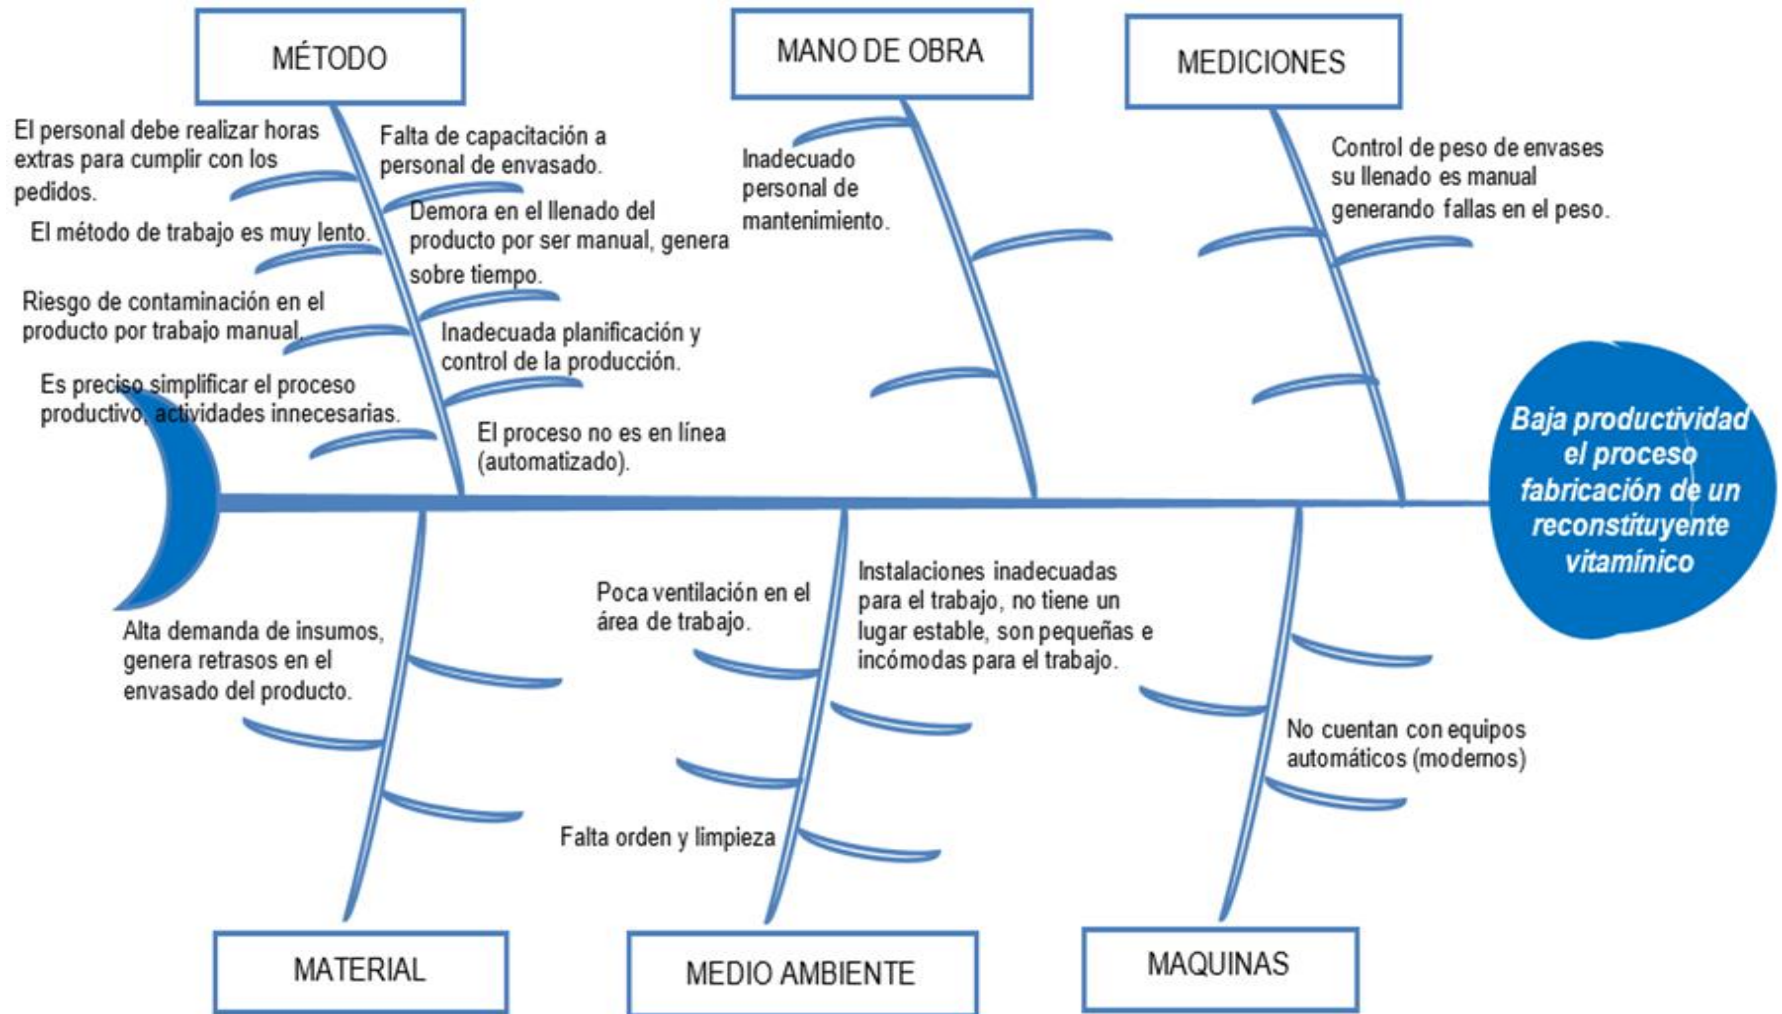 MÉTODO
MANO DE OBRA
MEDICIONES
El personal debe realizar horas
extras para cumplir con los
pedidos.
El método de trabajo es muy lento.
Riesgo de contaminación en el
producto por trabajo manual.
Es preciso simplificar el proceso
productivo, actividades innecesarias.
Falta de capacitación a
personal de envasado.
Demora en el llenado del
producto por ser manual, genera
sobre tiempo.
Inadecuada planificación y
control de la producción.
El proceso no es en línea
(automatizado).
Inadecuado
personal de
mantenimiento.
Control de peso de envases
su llenado es manual
generando fallas en el peso.
Baja productividad
el proceso
fabricación de un
reconstituyente
vitamínico
Alta demanda de insumos,
genera retrasos en el
envasado del producto.
Poca ventilación en el
área de trabajo.
Falta orden y limpieza
Instalaciones inadecuadas
para el trabajo, no tiene un
lugar estable, son pequeñas e
incómodas para el trabajo.
No cuentan con equipos
automáticos (modernos)
MATERIAL
MEDIO AMBIENTE
MAQUINAS